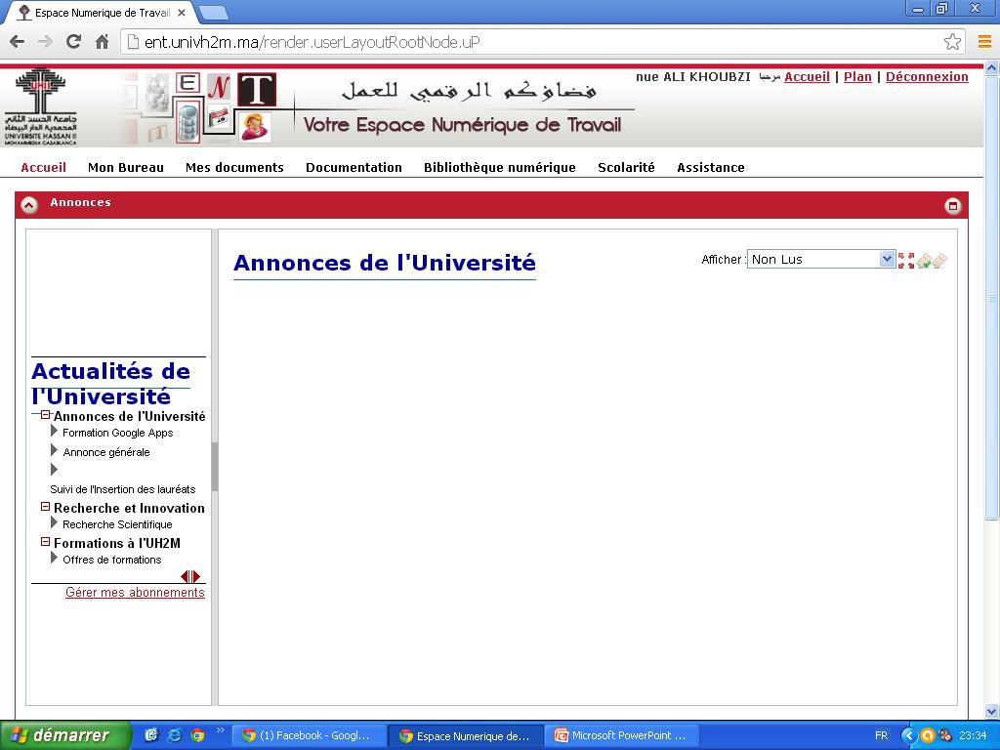 Espace Numerique de Travail
ent.univh2m.ma/render.userLayoutRootNode.uP
جامعة الحسن الثاني
المحمدية الدار البيضاء
UNIVERSITE HASSAN II
MOHAMMEDIA CASABLANCA
E N T
فضاؤكم الرقمي للعمل
Votre Espace Numérique de Travail
nue ALI KHOUBZI مرحبا Accueil | Plan | Déconnexion
Accueil Mon Bureau Mes documents Documentation Bibliothèque numérique Scolarité Assistance
Annonces
Actualités de
l'Université
Annonces de l'Université
Formation Google Apps
Annonce générale
Suivi de l'Insertion des lauréats
Recherche et Innovation
Recherche Scientifique
Formations à l'UH2M
Offres de formations
Gérer mes abonnements
Annonces de l'Université
Afficher : Non Lus
démarrer
(1) Facebook - Googl...
Espace Numerique de...
Microsoft PowerPoint ...
FR
23:34